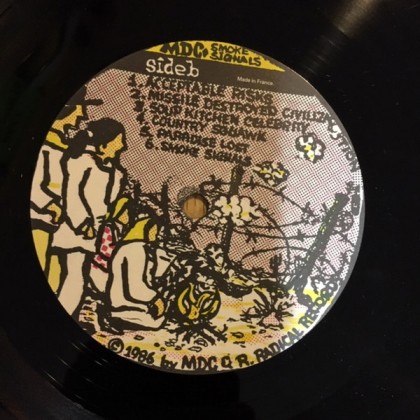 MDC. SMOKE SIGNALS
side.b
Made in France
1. ACCEPTABLE RISKS
2. MISSILE DESTROYED CIVILIZATION
3. SOUP KITCHEN CELEBRITY
4. COUNTRY SQUAWK
5. PARADISE LOST
6. SMOKE SIGNALS
© 1986 by MDC & R. RADICAL RECORDS